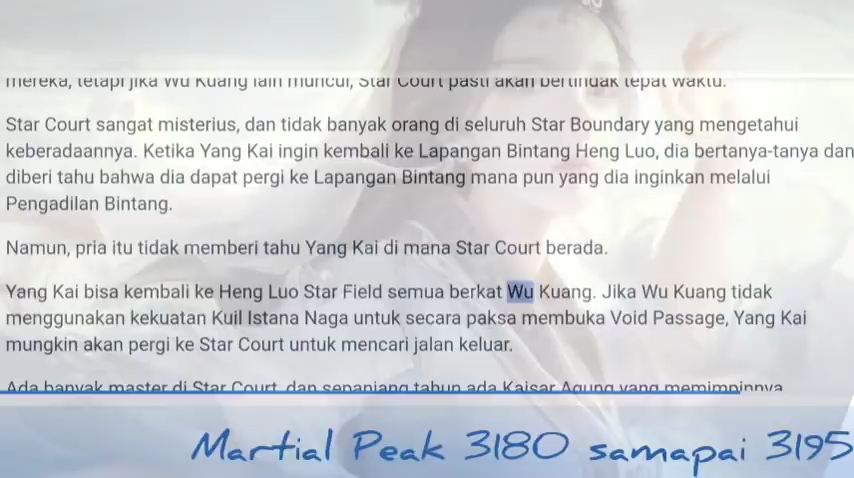 mereka, tetapi jika Wu Kuang lain muncul, Star Court pasti akan bertindak tepat waktu.
Star Court sangat misterius, dan tidak banyak orang di seluruh Star Boundary yang mengetahui
keberadaannya. Ketika Yang Kai ingin kembali ke Lapangan Bintang Heng Luo, dia bertanya-tanya dan
diberi tahu bahwa dia dapat pergi ke Lapangan Bintang mana pun yang dia inginkan melalui
Pengadilan Bintang.
Namun, pria itu tidak memberi tahu Yang Kai di mana Star Court berada.
Yang Kai bisa kembali ke Heng Luo Star Field semua berkat Wu Kuang. Jika Wu Kuang tidak
menggunakan kekuatan Kuil Istana Naga untuk secara paksa membuka Void Passage, Yang Kai
mungkin akan pergi ke Star Court untuk mencari jalan keluar.
Ada banyak master di Star Court, dan sepanjang tahun ada Kaisar Agung yang memimpinnya
Martial Peak 3180 samapai 3195